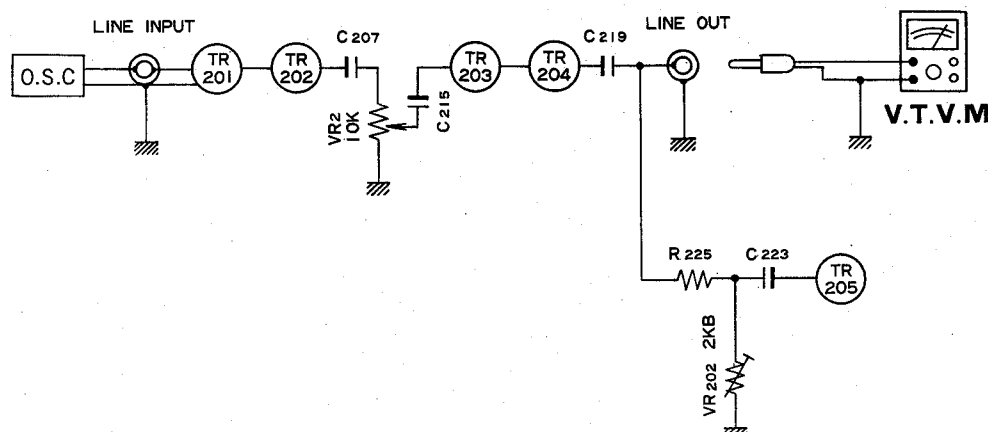 LINE INPUT
O.S.C
TR
201
TR
202
C 207
VR2
10K
C 215
TR
203
TR
204
C 219
LINE OUT
V.T.V.M
R 225
C 223
TR
205
2KB
VR 202